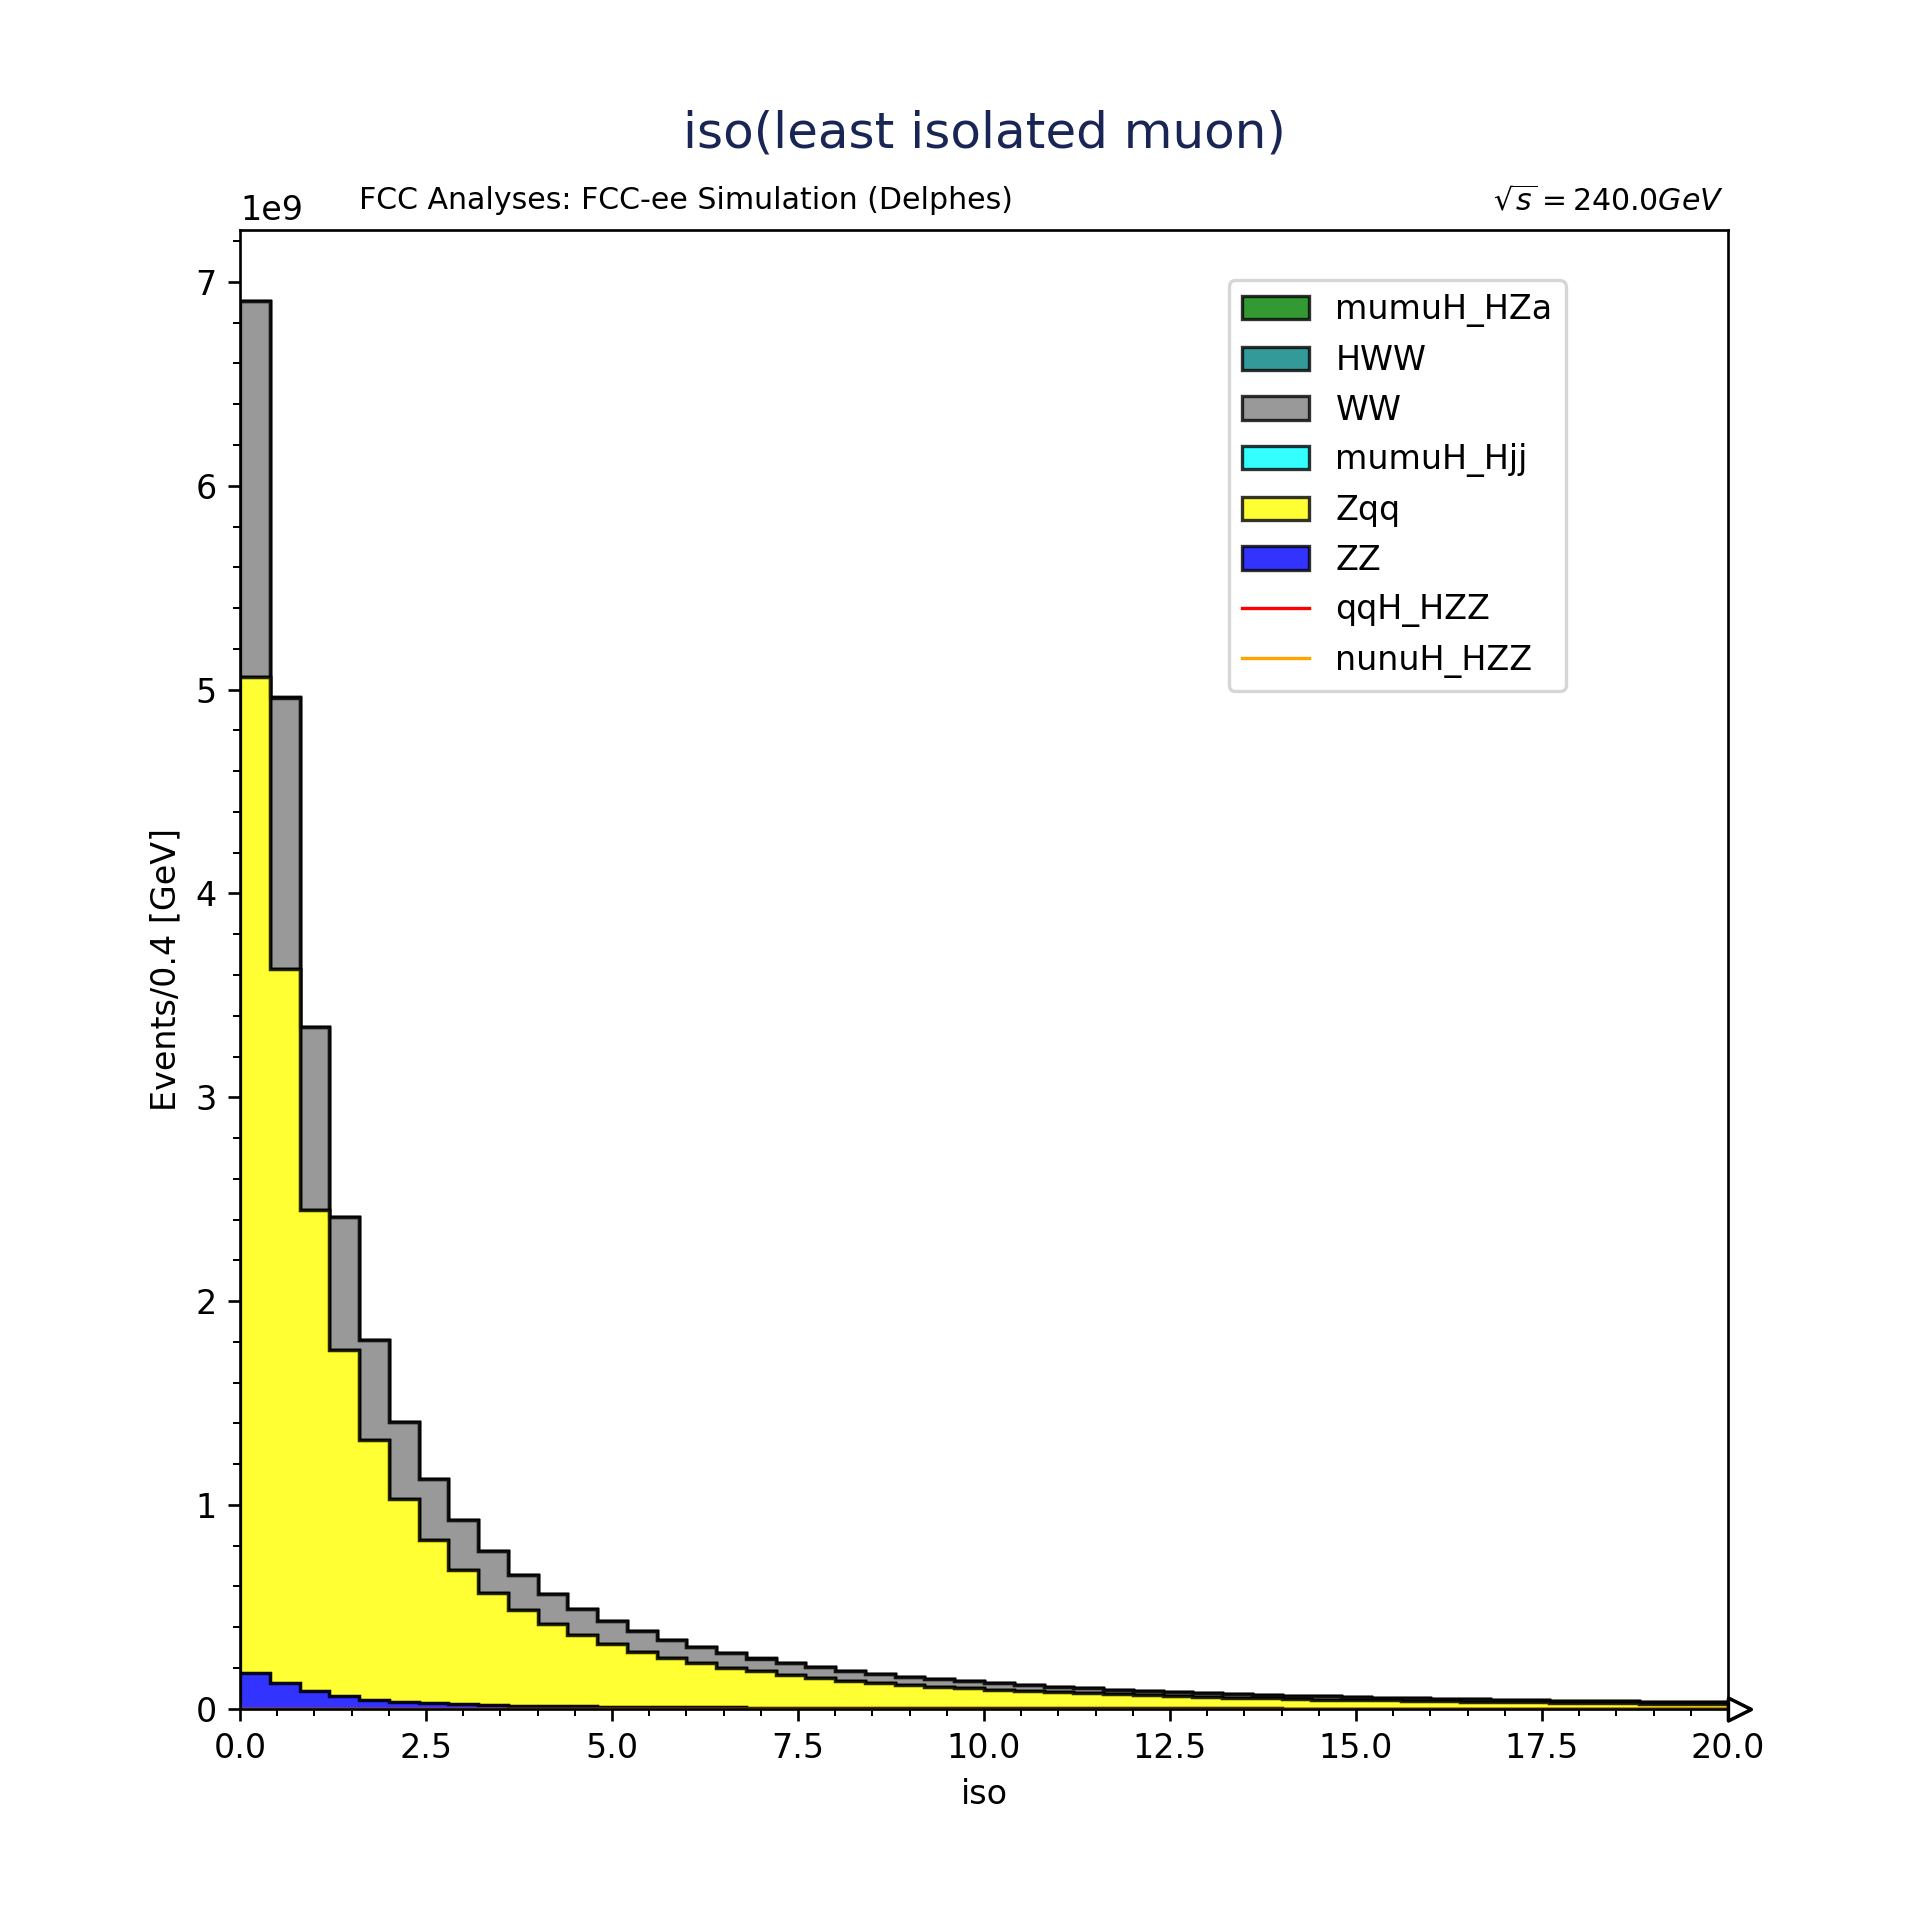 iso(least isolated muon)
1e9
FCC Analyses: FCC-ee Simulation (Delphes)
√s = 240.0GeV
7
6
5
4
3
2
1
0
Events/0.4 [GeV]
mumuH_HZa
HWW
WW
mumuH_Hjj
Zqq
ZZ
qqH_HZZ
nunuH_HZZ
0.0 2.5 5.0 7.5 10.0 12.5 15.0 17.5 20.0
iso